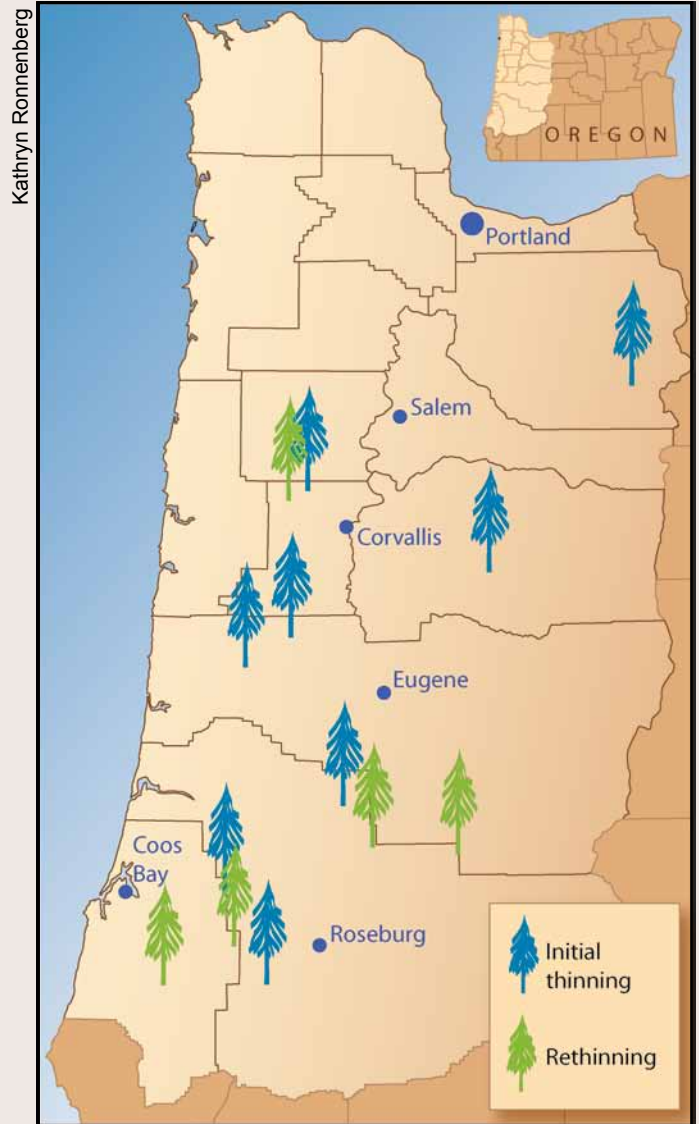 Kathryn Ronnenberg
OREGON
Portland
Salem
Corvallis
Eugene
Coos
Bay
Roseburg
Initial
thinning
Rethinning